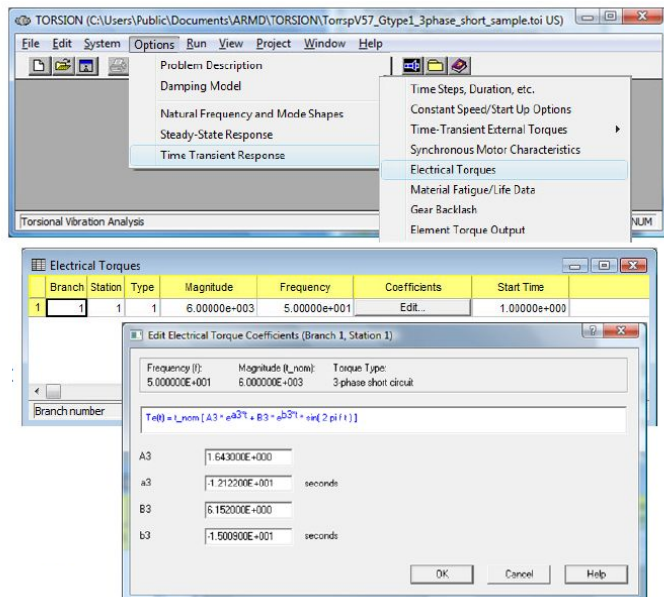 TORSION (C:\Users\Public\Documents\ARMD\TORSION\TorrspV57_Gtype1_3phase_short_sample.toi US)
File Edit System Options Run View Project Window Help
Problem Description
Damping Model
Natural Frequency and Mode Shapes
Steady-State Response
Time Transient Response
Time Steps, Duration, etc.
Constant Speed/Start Up Options
Time-Transient External Torques
Synchronous Motor Characteristics
Electrical Torques
Material Fatigue/Life Data
Gear Backlash
Element Torque Output
Torsional Vibration Analysis
NUM
Electrical Torques
Branch Station Type Magnitude Frequency Coefficients Start Time
1 1 1 1 6.00000e+003 5.00000e+001 Edit... 1.00000e+000
Branch number
Edit Electrical Torque Coefficients (Branch 1, Station 1)
Frequency (f): Magnitude (t_nom): Torque Type:
5.000000E+001 6.000000E+003 3-phase short circuit
Te(t) = t_nom [ A3 * e^a3*t + B3 * e^b3*t * sin( 2 pi f t ) ]
A3 1.643000E+000
a3 -1.212200E+001 seconds
B3 6.152000E+000
b3 -1.500900E+001 seconds
OK Cancel Help